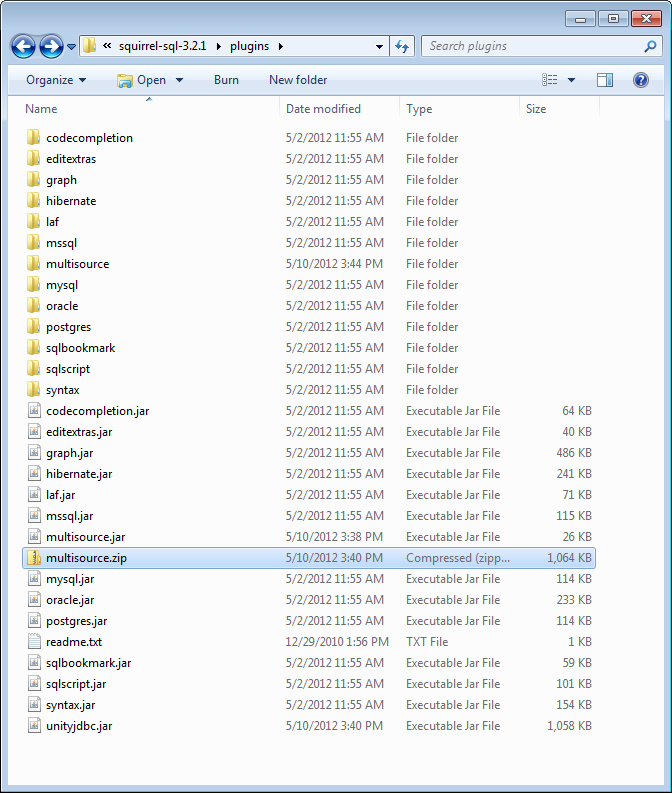 « squirrel-sql-3.2.1 ▸ plugins ▸ Search plugins
Organize Open Burn New folder
Name Date modified Type Size
codecompletion 5/2/2012 11:55 AM File folder
editextras 5/2/2012 11:55 AM File folder
graph 5/2/2012 11:55 AM File folder
hibernate 5/2/2012 11:55 AM File folder
laf 5/2/2012 11:55 AM File folder
mssql 5/2/2012 11:55 AM File folder
multisource 5/10/2012 3:44 PM File folder
mysql 5/2/2012 11:55 AM File folder
oracle 5/2/2012 11:55 AM File folder
postgres 5/2/2012 11:55 AM File folder
sqlbookmark 5/2/2012 11:55 AM File folder
sqlscript 5/2/2012 11:55 AM File folder
syntax 5/2/2012 11:55 AM File folder
codecompletion.jar 5/2/2012 11:55 AM Executable Jar File 64 KB
editextras.jar 5/2/2012 11:55 AM Executable Jar File 40 KB
graph.jar 5/2/2012 11:55 AM Executable Jar File 486 KB
hibernate.jar 5/2/2012 11:55 AM Executable Jar File 241 KB
laf.jar 5/2/2012 11:55 AM Executable Jar File 71 KB
mssql.jar 5/2/2012 11:55 AM Executable Jar File 115 KB
multisource.jar 5/10/2012 3:38 PM Executable Jar File 26 KB
multisource.zip 5/10/2012 3:40 PM Compressed (zipp... 1,064 KB
mysql.jar 5/2/2012 11:55 AM Executable Jar File 114 KB
oracle.jar 5/2/2012 11:55 AM Executable Jar File 233 KB
postgres.jar 5/2/2012 11:55 AM Executable Jar File 114 KB
readme.txt 12/29/2010 1:56 PM TXT File 1 KB
sqlbookmark.jar 5/2/2012 11:55 AM Executable Jar File 59 KB
sqlscript.jar 5/2/2012 11:55 AM Executable Jar File 101 KB
syntax.jar 5/2/2012 11:55 AM Executable Jar File 154 KB
unityjdbc.jar 5/10/2012 3:40 PM Executable Jar File 1,058 KB